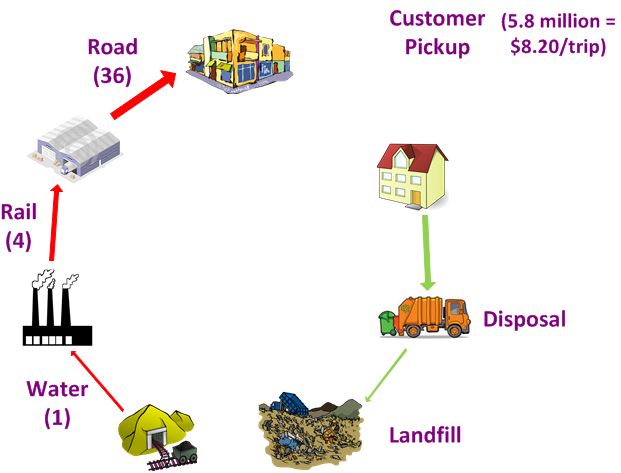 Road
(36)
Customer
Pickup
(5.8 million =
$8.20/trip)
Rail
(4)
Disposal
Water
(1)
Landfill